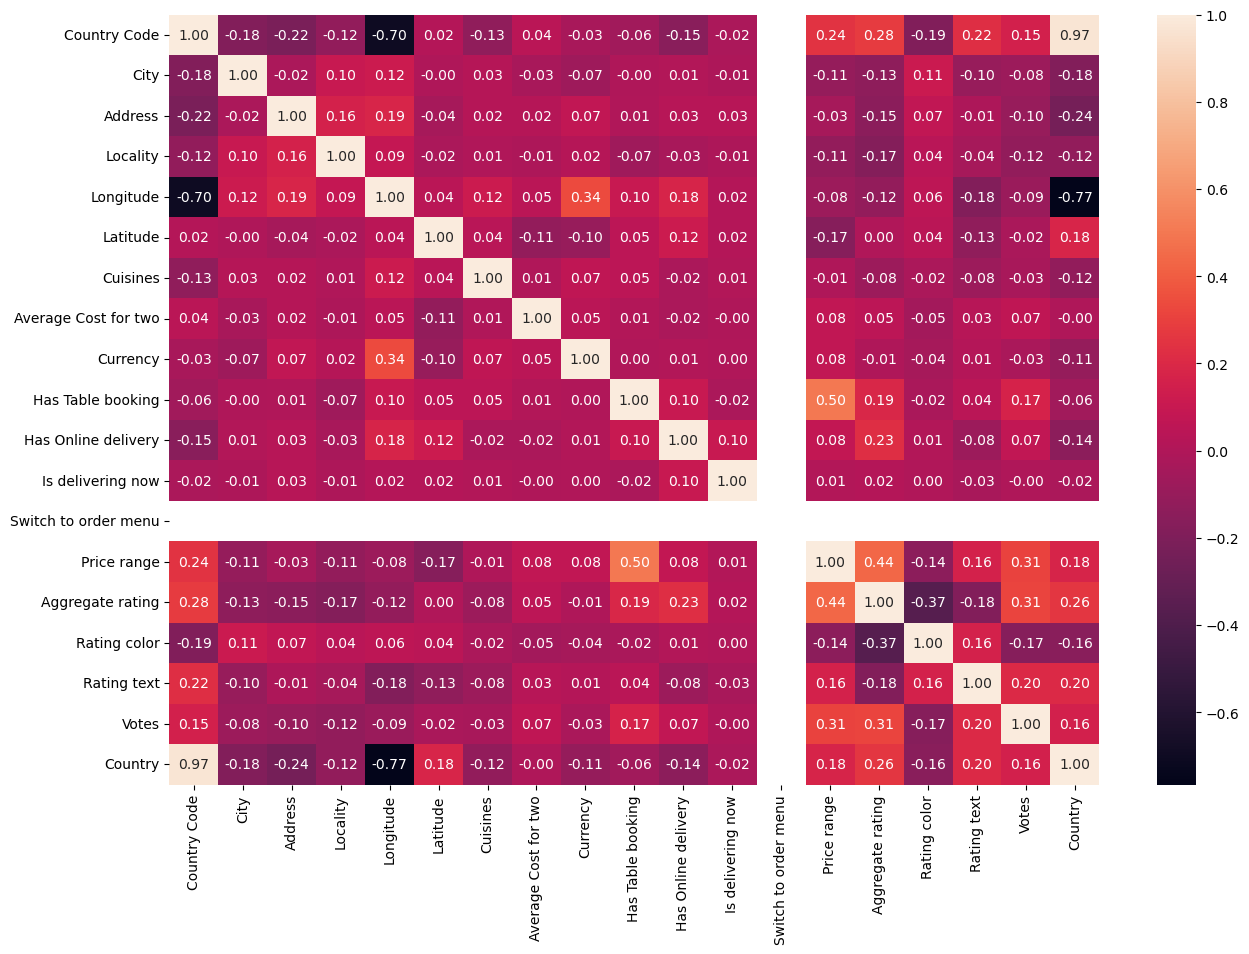 Country Code 1.00 -0.18 -0.22 -0.12 -0.70 0.02 -0.13 0.04 -0.03 -0.06 -0.15 -0.02 0.24 0.28 -0.19 0.22 0.15 0.97
City -0.18 1.00 -0.02 0.10 0.12 -0.00 0.03 -0.03 -0.07 -0.00 0.01 -0.01 -0.11 -0.13 0.11 -0.10 -0.08 -0.18
Address -0.22 -0.02 1.00 0.16 0.19 -0.04 0.02 0.02 0.07 0.01 0.03 0.03 -0.03 -0.15 0.07 -0.01 -0.10 -0.24
Locality -0.12 0.10 0.16 1.00 0.09 -0.02 0.01 -0.01 0.02 -0.07 -0.03 -0.01 -0.11 -0.17 0.04 -0.04 -0.12 -0.12
Longitude -0.70 0.12 0.19 0.09 1.00 0.04 0.12 0.05 0.34 0.10 0.18 0.02 -0.08 -0.12 0.06 -0.18 -0.09 -0.77
Latitude 0.02 -0.00 -0.04 -0.02 0.04 1.00 0.04 -0.11 -0.10 0.05 0.12 0.02 -0.17 0.00 0.04 -0.13 -0.02 0.18
Cuisines -0.13 0.03 0.02 0.01 0.12 0.04 1.00 0.01 0.07 0.05 -0.02 0.01 -0.01 -0.08 -0.02 -0.08 -0.03 -0.12
Average Cost for two 0.04 -0.03 0.02 -0.01 0.05 -0.11 0.01 1.00 0.05 0.01 -0.02 -0.00 0.08 0.05 -0.05 0.03 0.07 -0.00
Currency -0.03 -0.07 0.07 0.02 0.34 -0.10 0.07 0.05 1.00 0.00 0.01 0.00 0.08 -0.01 -0.04 0.01 -0.03 -0.11
Has Table booking -0.06 -0.00 0.01 -0.07 0.10 0.05 0.05 0.01 0.00 1.00 0.10 -0.02 0.50 0.19 -0.02 0.04 0.17 -0.06
Has Online delivery -0.15 0.01 0.03 -0.03 0.18 0.12 -0.02 -0.02 0.01 0.10 1.00 0.10 0.08 0.23 0.01 -0.08 0.07 -0.14
Is delivering now -0.02 -0.01 0.03 -0.01 0.02 0.02 0.01 -0.00 0.00 -0.02 0.10 1.00 0.01 0.02 0.00 -0.03 -0.00 -0.02
Switch to order menu
Price range 0.24 -0.11 -0.03 -0.11 -0.08 -0.17 -0.01 0.08 0.08 0.50 0.08 0.01 1.00 0.44 -0.14 0.16 0.31 0.18
Aggregate rating 0.28 -0.13 -0.15 -0.17 -0.12 0.00 -0.08 0.05 -0.01 0.19 0.23 0.02 0.44 1.00 -0.37 -0.18 0.31 0.26
Rating color -0.19 0.11 0.07 0.04 0.06 0.04 -0.02 -0.05 -0.04 -0.02 0.01 0.00 -0.14 -0.37 1.00 0.16 -0.17 -0.16
Rating text 0.22 -0.10 -0.01 -0.04 -0.18 -0.13 -0.08 0.03 0.01 0.04 -0.08 -0.03 0.16 -0.18 0.16 1.00 0.20 0.20
Votes 0.15 -0.08 -0.10 -0.12 -0.09 -0.02 -0.03 0.07 -0.03 0.17 0.07 -0.00 0.31 0.31 -0.17 0.20 1.00 0.16
Country 0.97 -0.18 -0.24 -0.12 -0.77 0.18 -0.12 -0.00 -0.11 -0.06 -0.14 -0.02 0.18 0.26 -0.16 0.20 0.16 1.00
Country Code
City
Address
Locality
Longitude
Latitude
Cuisines
Average Cost for two
Currency
Has Table booking
Has Online delivery
Is delivering now
Switch to order menu
Price range
Aggregate rating
Rating color
Rating text
Votes
Country
1.0
0.8
0.6
0.4
0.2
0.0
−0.2
−0.4
−0.6